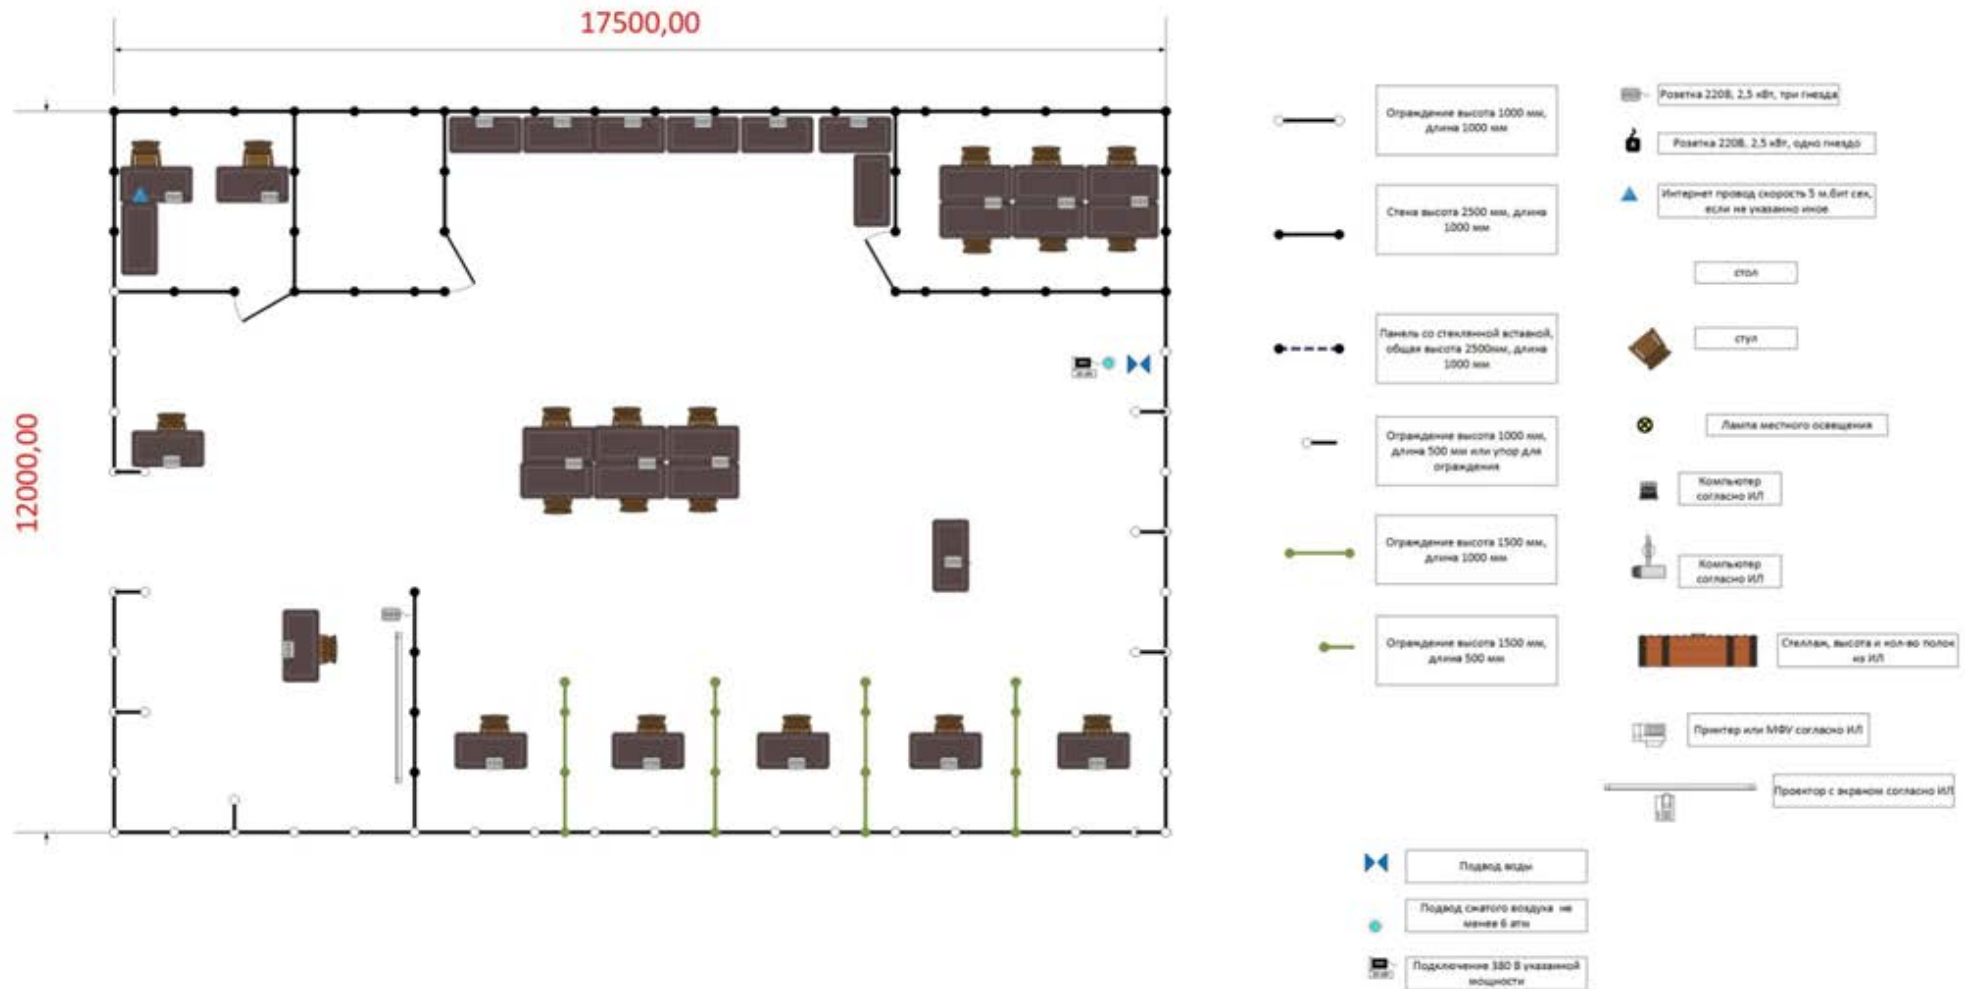 17500,00
12000,00
Ограждение высота 1000 мм,
длина 1000 мм
Стена высота 2500 мм, длина
1000 мм
Панель со стеклянной вставной,
общая высота 2500мм, длина
1000 мм
Ограждение высота 1000 мм,
длина 500 мм или упор для
ограждения
Ограждение высота 1500 мм,
длина 1000 мм
Ограждение высота 1500 мм,
длина 500 мм
Розетка 220В, 2,5 кВт, три гнезда
Розетка 220В, 2,5 кВт, одно гнездо
Интернет провод скорость 5 м.бит сек,
если не указанно иное
стол
стул
Лампа местного освещения
Компьютер
согласно ИЛ
Компьютер
согласно ИЛ
Стеллаж, высота и кол-во полок
из ИЛ
Принтер или МФУ согласно ИЛ
Проектор с экраном согласно ИЛ
Подвод воды
Подвод сжатого воздуха не
менее 6 атм
Подключение 380 В указанной
мощности